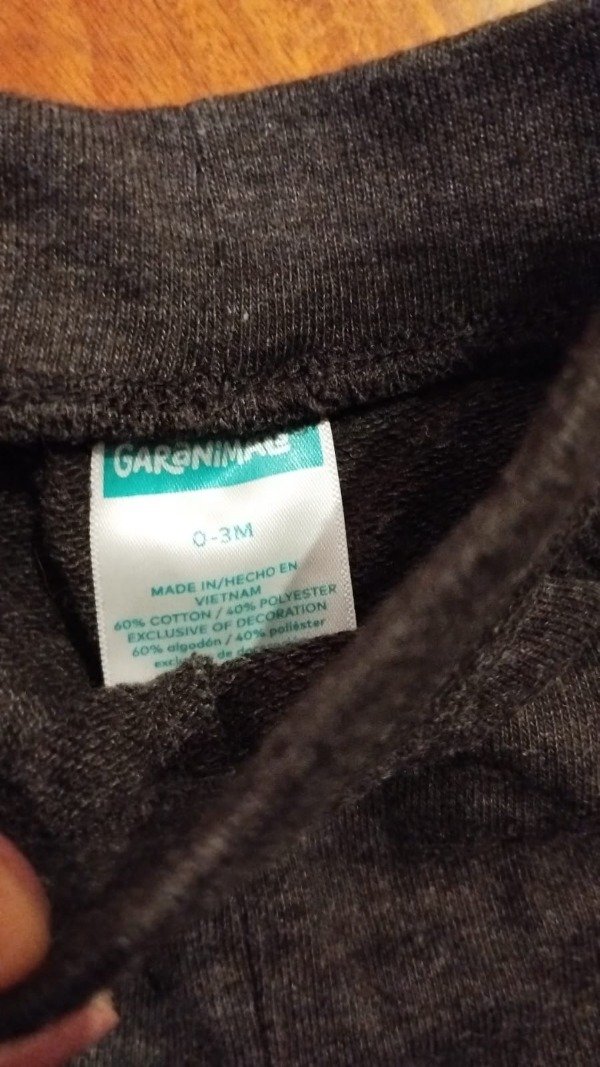 GARANIMALS
0-3M
MADE IN/HECHO EN
VIETNAM
60% COTTON / 40% POLYESTER
EXCLUSIVE OF DECORATION
60% algodón / 40% poliéster
de